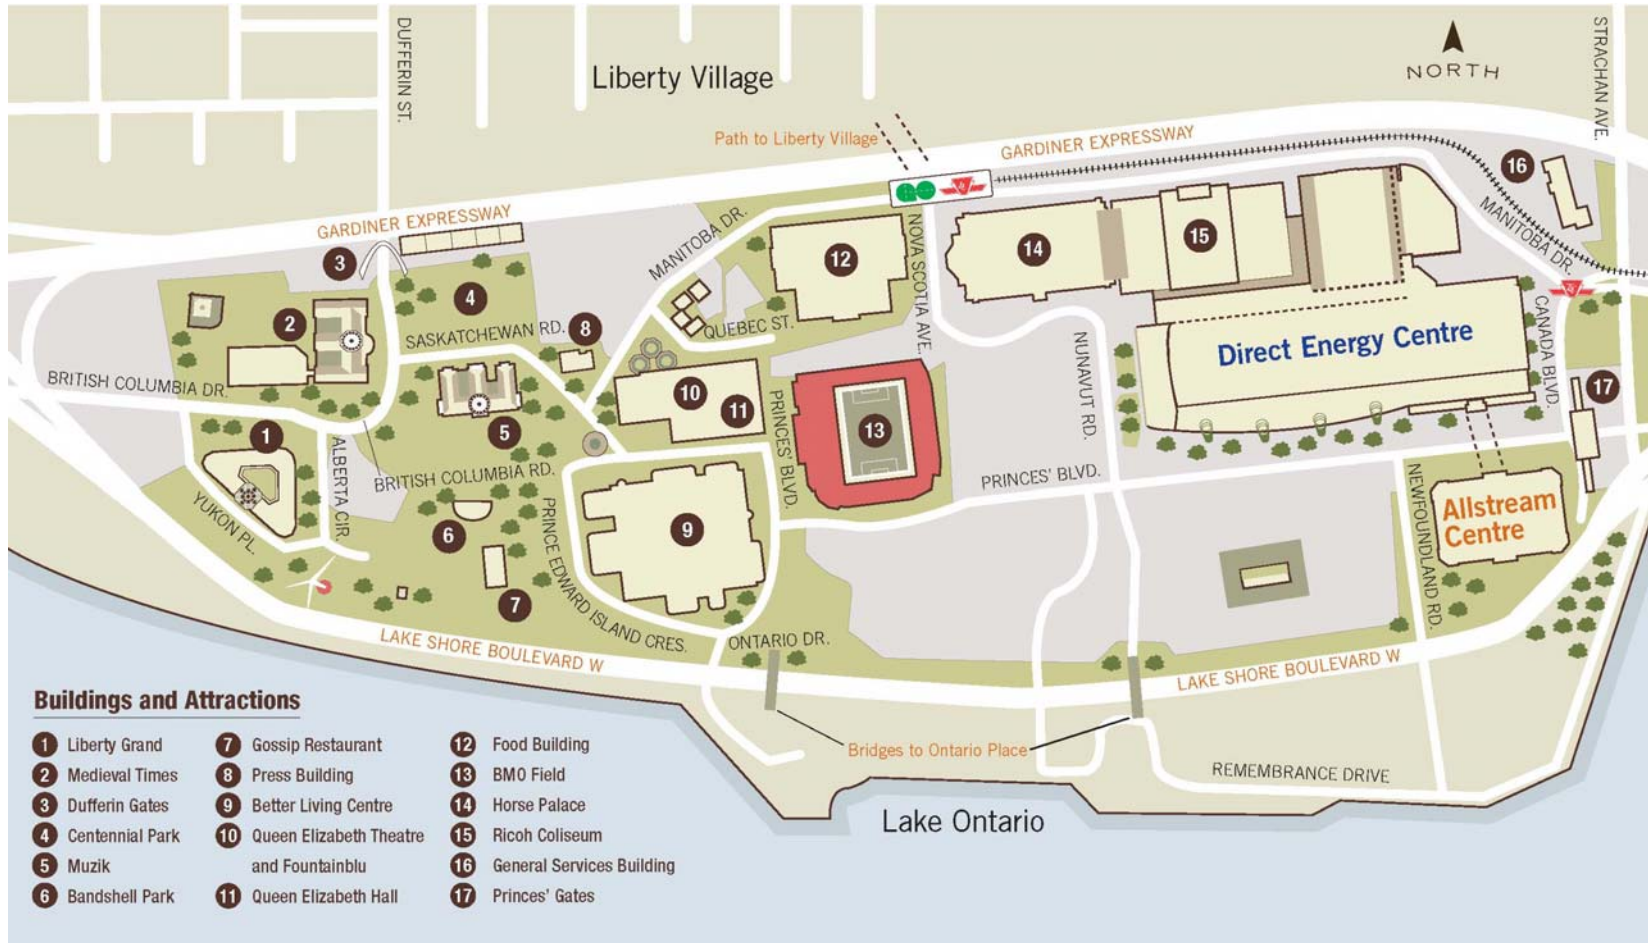 DUFFERIN ST.
Liberty Village
NORTH
STRACHAN AVE.
Path to Liberty Village
GARDINER EXPRESSWAY
GARDINER EXPRESSWAY
16
MANITOBA DR.
MANITOBA DR.
3
4
2
12
NOVA SCOTIA AVE.
14
15
SASKATCHEWAN RD.
8
QUEBEC ST.
NUNAVUT RD.
Direct Energy Centre
CANADA BLVD.
BRITISH COLUMBIA DR.
10
11
17
1
5
PRINCES' BLVD.
13
ALBERTA CIR.
BRITISH COLUMBIA RD.
PRINCES' BLVD.
YUKON PL.
6
9
NEWFOUNDLAND RD.
Allstream
Centre
7
PRINCE EDWARD ISLAND CRES.
ONTARIO DR.
LAKE SHORE BOULEVARD W
LAKE SHORE BOULEVARD W
Bridges to Ontario Place
REMEMBRANCE DRIVE
Lake Ontario
Buildings and Attractions
1 Liberty Grand
2 Medieval Times
3 Dufferin Gates
4 Centennial Park
5 Muzik
6 Bandshell Park
7 Gossip Restaurant
8 Press Building
9 Better Living Centre
10 Queen Elizabeth Theatre
and Fountainblu
11 Queen Elizabeth Hall
12 Food Building
13 BMO Field
14 Horse Palace
15 Ricoh Coliseum
16 General Services Building
17 Princes' Gates